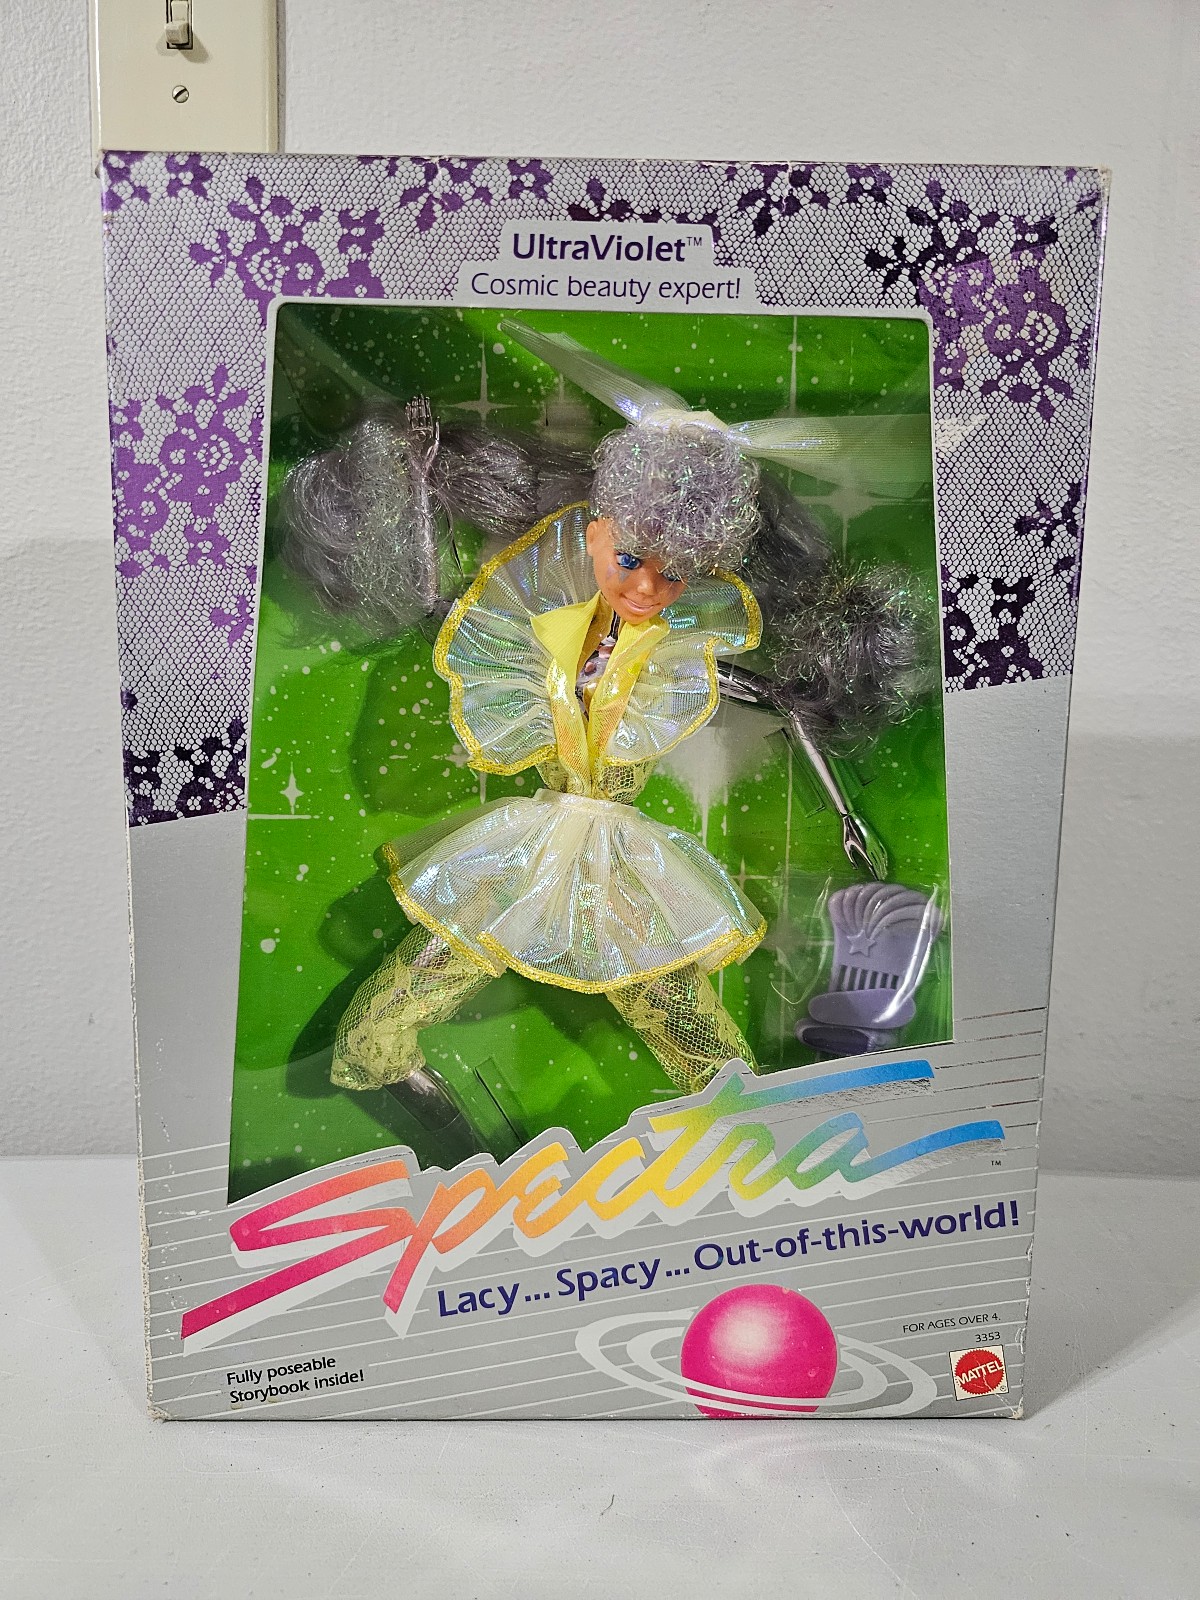 UltraViolet™
Cosmic beauty expert!
Spectra™
Lacy...Spacy...Out-of-this-world!
FOR AGES OVER 4.
3353
MATTEL®
Fully poseable
Storybook inside!